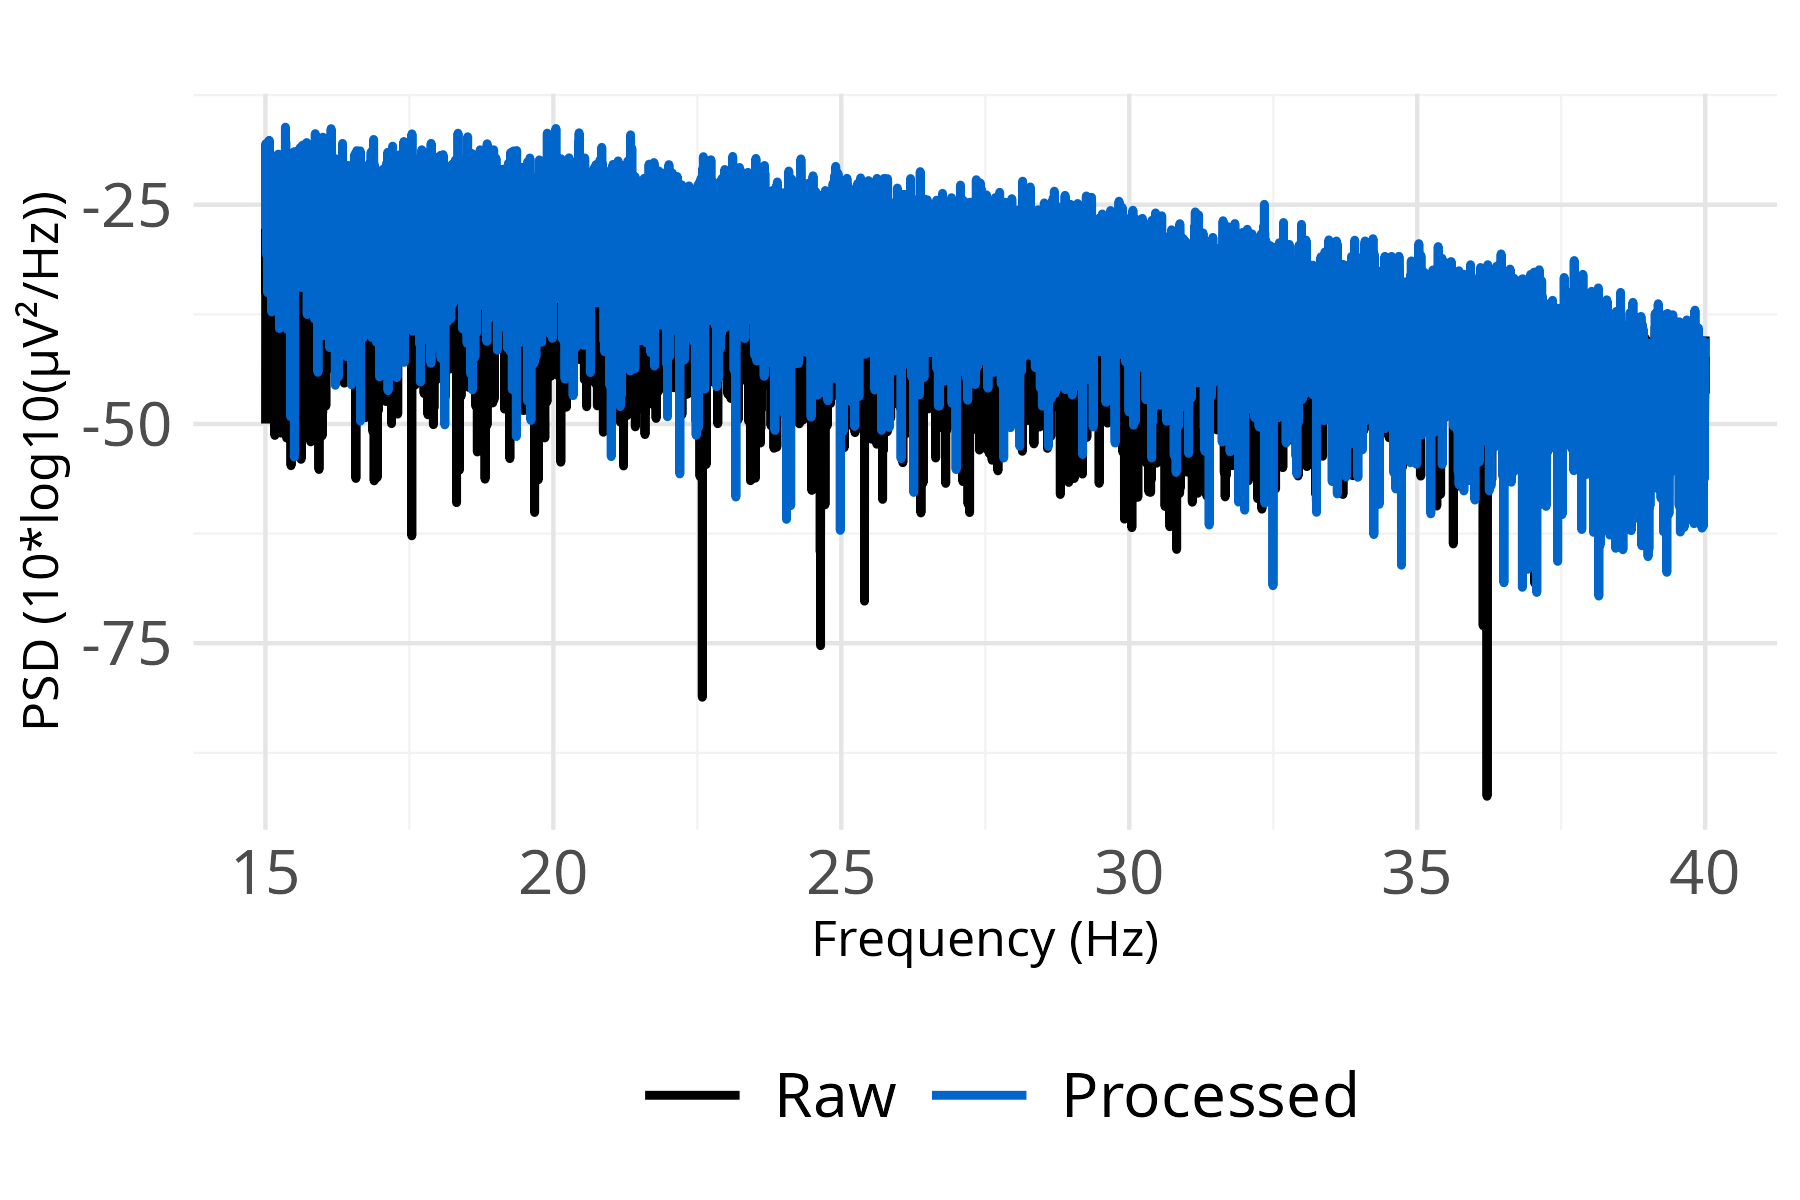 PSD (10*log10(µV²/Hz))
-25
-50
-75
15 20 25 30 35 40
Frequency (Hz)
Raw Processed